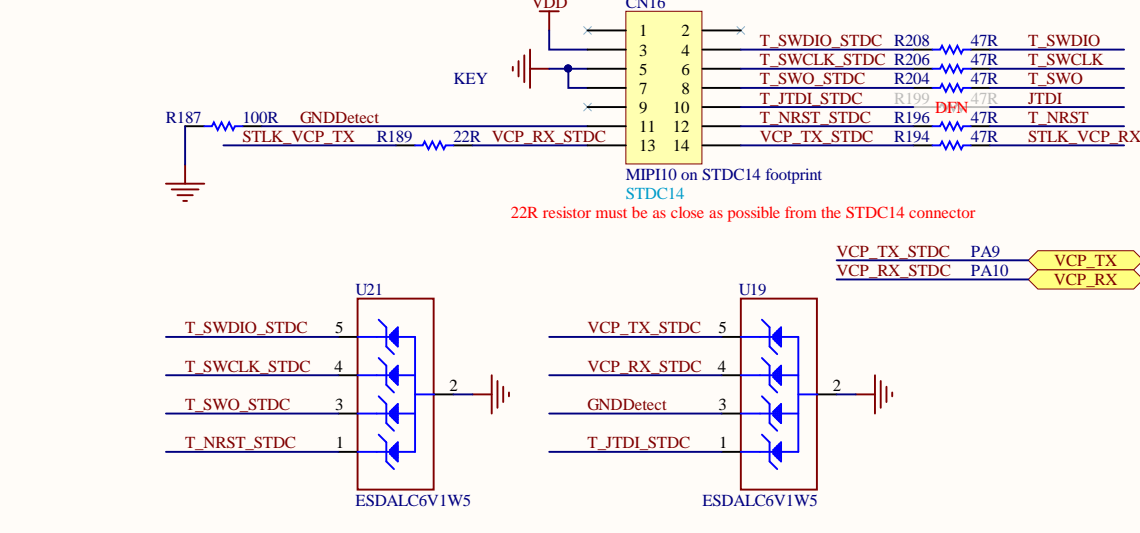 VDD
CN16
1 2
3 4 T_SWDIO_STDC R208 47R T_SWDIO
5 6 T_SWCLK_STDC R206 47R T_SWCLK
KEY 7 8 T_SWO_STDC R204 47R T_SWO
9 10 T_JTDI_STDC R199 DFN 47R JTDI
R187 100R GNDDetect 11 12 T_NRST_STDC R196 47R T_NRST
STLK_VCP_TX R189 22R VCP_RX_STDC 13 14 VCP_TX_STDC R194 47R STLK_VCP_RX
MIPI10 on STDC14 footprint
STDC14
22R resistor must be as close as possible from the STDC14 connector
VCP_TX_STDC PA9 VCP_TX
VCP_RX_STDC PA10 VCP_RX
U21
T_SWDIO_STDC 5
T_SWCLK_STDC 4
2
T_SWO_STDC 3
T_NRST_STDC 1
ESDALC6V1W5
U19
VCP_TX_STDC 5
VCP_RX_STDC 4
2
GNDDetect 3
T_JTDI_STDC 1
ESDALC6V1W5